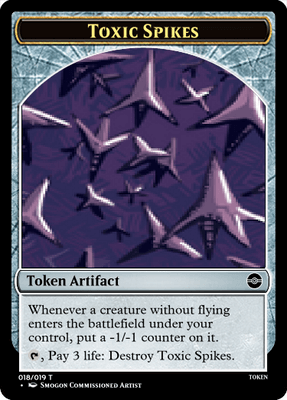 Toxic Spikes
Token Artifact
Whenever a creature without flying
enters the battlefield under your
control, put a -1/-1 counter on it.
, Pay 3 life: Destroy Toxic Spikes.
018/019 T
TOKEN
• Smogon Commissioned Artist